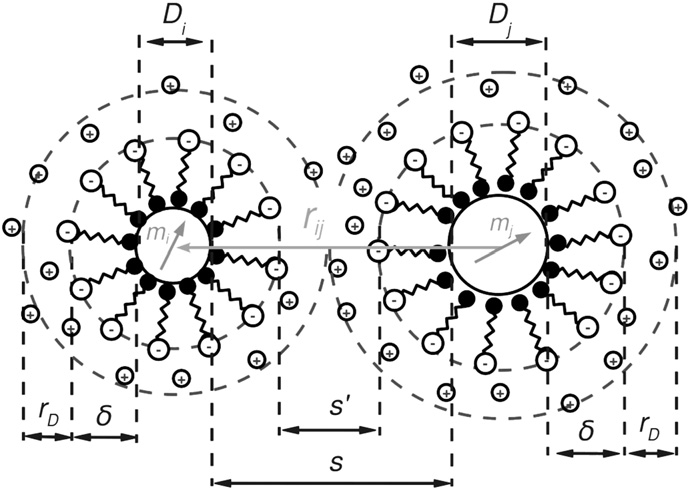 D_i D_j
m_i r_ij m_j
s'
r_D δ δ r_D
s